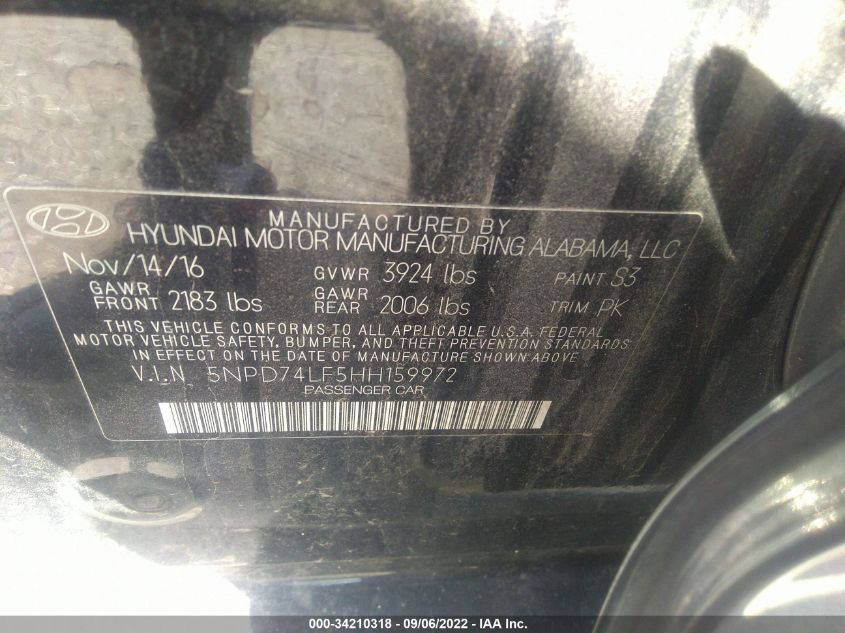 MANUFACTURED BY
HYUNDAI MOTOR MANUFACTURING ALABAMA, LLC
Nov/14/16 GVWR 3924 lbs PAINT S3
GAWR FRONT 2183 lbs GAWR REAR 2006 lbs TRIM PK
THIS VEHICLE CONFORMS TO ALL APPLICABLE U.S.A. FEDERAL
MOTOR VEHICLE SAFETY, BUMPER, AND THEFT PREVENTION STANDARDS
IN EFFECT ON THE DATE OF MANUFACTURE SHOWN ABOVE.
V.I.N 5NPD74LF5HH159972
PASSENGER CAR
000-34210318 - 09/06/2022 - © IAA Inc.